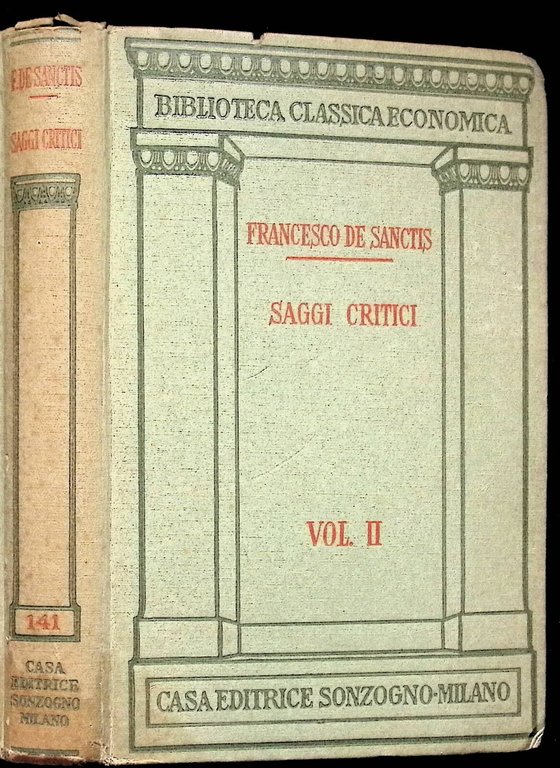 F. DE SANCTIS
SAGGI CRITICI
141
CASA
EDITRICE
SONZOGNO
MILANO
BIBLIOTECA CLASSICA ECONOMICA
FRANCESCO DE SANCTIS
SAGGI CRITICI
VOL. II
CASA EDITRICE SONZOGNO-MILANO